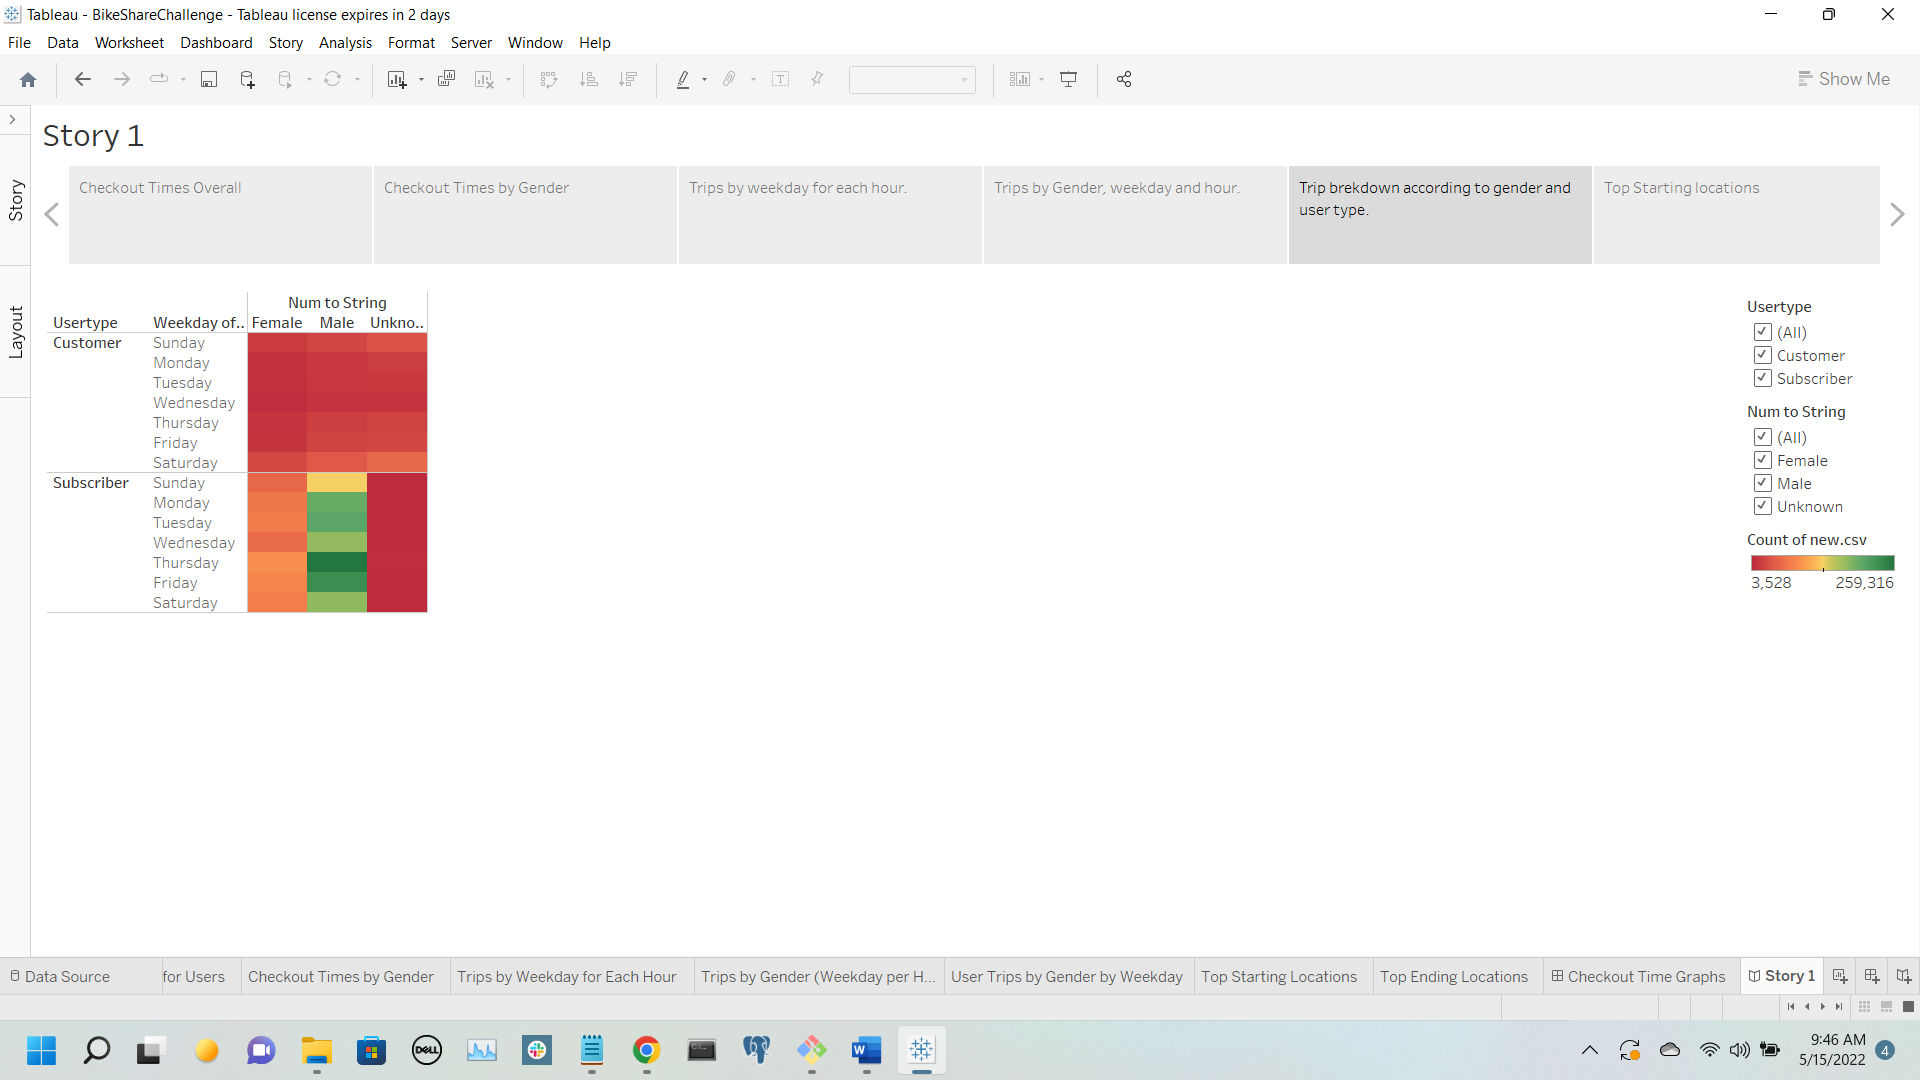 Tableau - BikeShareChallenge - Tableau license expires in 2 days
File Data Worksheet Dashboard Story Analysis Format Server Window Help
Show Me
Story 1
Story
Layout
Checkout Times Overall
Checkout Times by Gender
Trips by weekday for each hour.
Trips by Gender, weekday and hour.
Trip brekdown according to gender and
user type.
Top Starting locations
Num to String
Usertype Weekday of.. Female Male Unkno..
Customer Sunday
Monday
Tuesday
Wednesday
Thursday
Friday
Saturday
Subscriber Sunday
Monday
Tuesday
Wednesday
Thursday
Friday
Saturday
Usertype
(All)
Customer
Subscriber
Num to String
(All)
Female
Male
Unknown
Count of new.csv
3,528 259,316
Data Source for Users Checkout Times by Gender Trips by Weekday for Each Hour Trips by Gender (Weekday per H... User Trips by Gender by Weekday Top Starting Locations Top Ending Locations Checkout Time Graphs Story 1
DELL
W
9:46 AM
5/15/2022
4